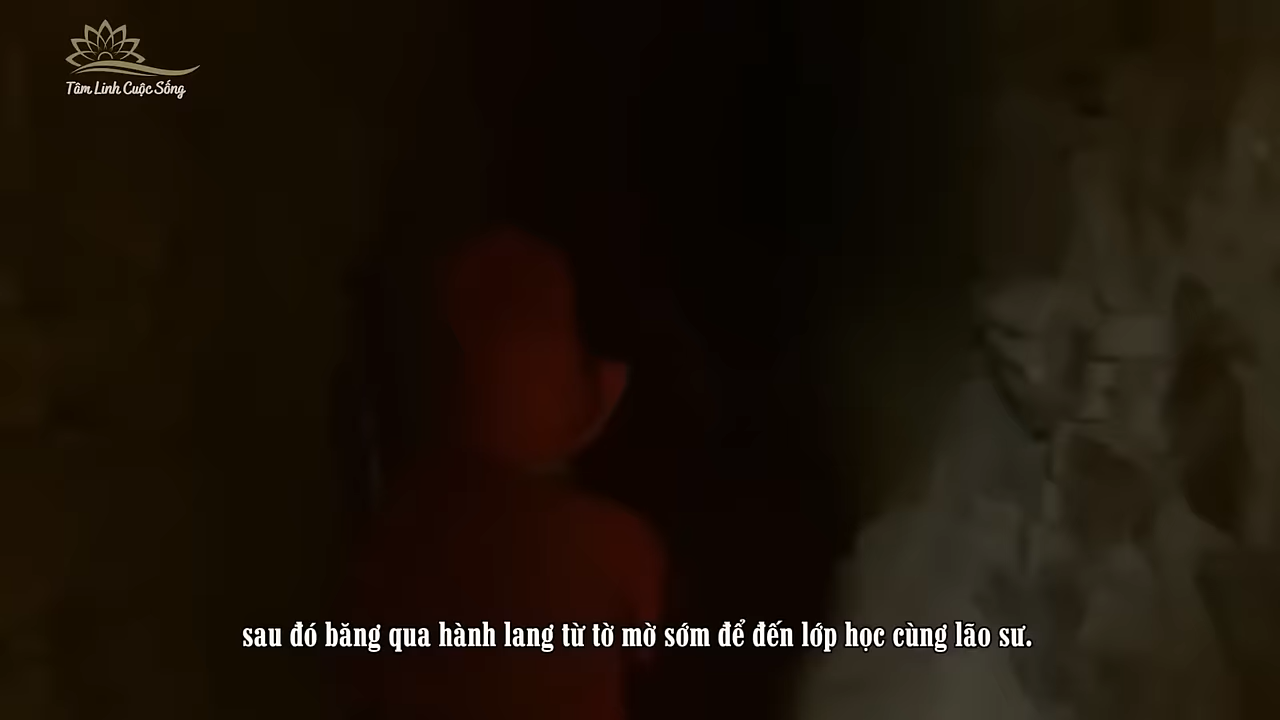 Tâm Linh Cuộc Sống
sau đó băng qua hành lang từ tờ mờ sớm để đến lớp học cùng lão sư.